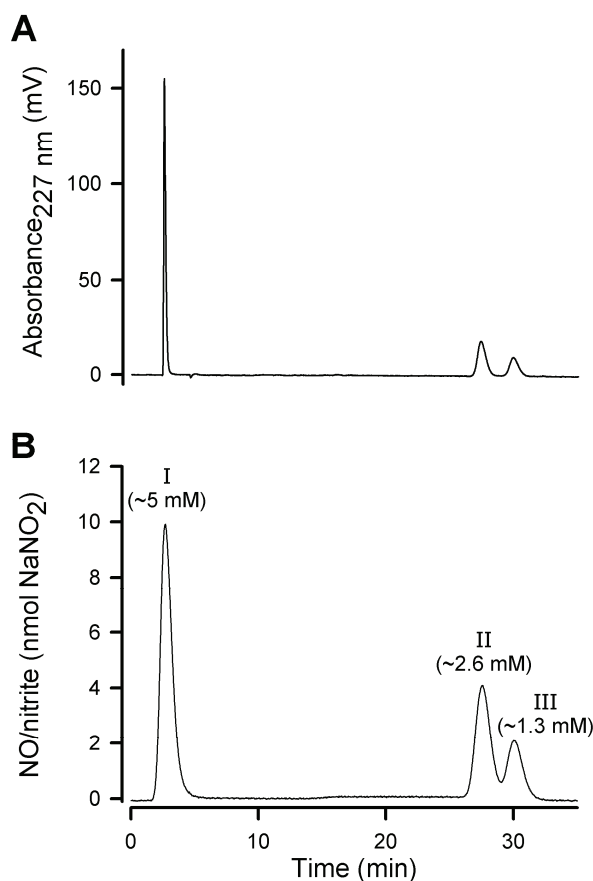 A
Absorbance227 nm (mV)
150
100
50
0
B
NO/nitrite (nmol NaNO2)
12
10
8
6
4
2
0
I
(~5 mM)
II
(~2.6 mM)
III
(~1.3 mM)
0 10 20 30
Time (min)